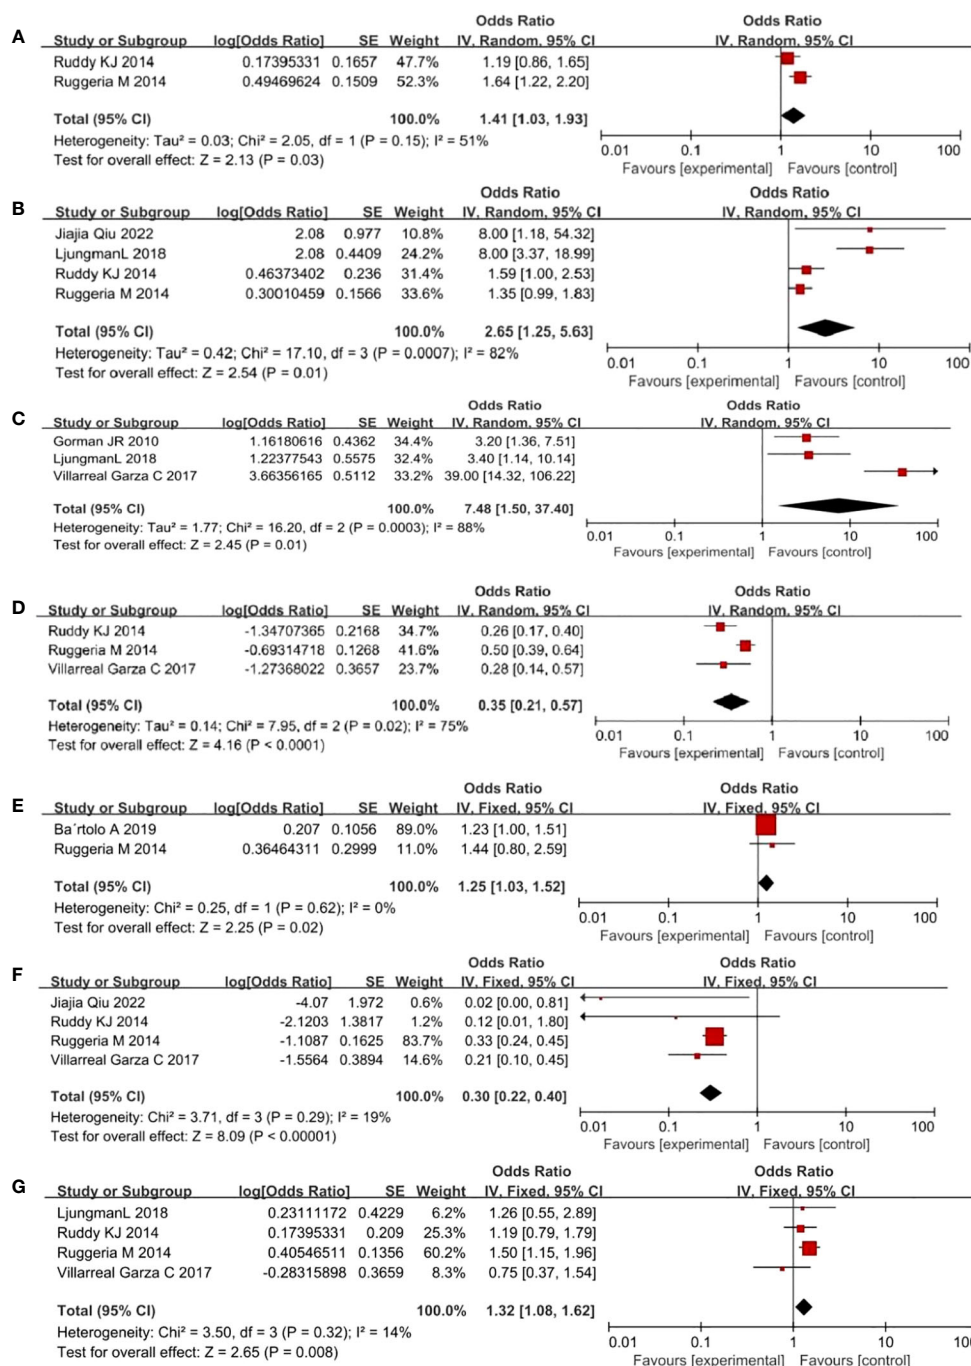 Odds Ratio Odds Ratio
A Study or Subgroup log[Odds Ratio] SE Weight IV, Random, 95% CI IV, Random, 95% CI
Ruddy KJ 2014 0.17395331 0.1657 47.7% 1.19 [0.86, 1.65]
Ruggeria M 2014 0.49469624 0.1509 52.3% 1.64 [1.22, 2.20]
Total (95% CI) 100.0% 1.41 [1.03, 1.93]
Heterogeneity: Tau² = 0.03; Chi² = 2.05, df = 1 (P = 0.15); I² = 51%
Test for overall effect: Z = 2.13 (P = 0.03)
0.01 0.1 1 10 100
Favours [experimental] Favours [control]
Odds Ratio Odds Ratio
B Study or Subgroup log[Odds Ratio] SE Weight IV, Random, 95% CI IV, Random, 95% CI
Jiajia Qiu 2022 2.08 0.977 10.8% 8.00 [1.18, 54.32]
LjungmanL 2018 2.08 0.4409 24.2% 8.00 [3.37, 18.99]
Ruddy KJ 2014 0.46373402 0.236 31.4% 1.59 [1.00, 2.53]
Ruggeria M 2014 0.30010459 0.1566 33.6% 1.35 [0.99, 1.83]
Total (95% CI) 100.0% 2.65 [1.25, 5.63]
Heterogeneity: Tau² = 0.42; Chi² = 17.10, df = 3 (P = 0.0007); I² = 82%
Test for overall effect: Z = 2.54 (P = 0.01)
0.01 0.1 1 10 100
Favours [experimental] Favours [control]
Odds Ratio Odds Ratio
C Study or Subgroup log[Odds Ratio] SE Weight IV, Random, 95% CI IV, Random, 95% CI
Gorman JR 2010 1.16180616 0.4362 34.4% 3.20 [1.36, 7.51]
LjungmanL 2018 1.22377543 0.5575 32.4% 3.40 [1.14, 10.14]
Villarreal Garza C 2017 3.66356165 0.5112 33.2% 39.00 [14.32, 106.22]
Total (95% CI) 100.0% 7.48 [1.50, 37.40]
Heterogeneity: Tau² = 1.77; Chi² = 16.20, df = 2 (P = 0.0003); I² = 88%
Test for overall effect: Z = 2.45 (P = 0.01)
0.01 0.1 1 10 100
Favours [experimental] Favours [control]
Odds Ratio Odds Ratio
D Study or Subgroup log[Odds Ratio] SE Weight IV, Random, 95% CI IV, Random, 95% CI
Ruddy KJ 2014 -1.34707365 0.2168 34.7% 0.26 [0.17, 0.40]
Ruggeria M 2014 -0.69314718 0.1268 41.6% 0.50 [0.39, 0.64]
Villarreal Garza C 2017 -1.27368022 0.3657 23.7% 0.28 [0.14, 0.57]
Total (95% CI) 100.0% 0.35 [0.21, 0.57]
Heterogeneity: Tau² = 0.14; Chi² = 7.95, df = 2 (P = 0.02); I² = 75%
Test for overall effect: Z = 4.16 (P < 0.0001)
0.01 0.1 1 10 100
Favours [experimental] Favours [control]
Odds Ratio Odds Ratio
E Study or Subgroup log[Odds Ratio] SE Weight IV, Fixed, 95% CI IV, Fixed, 95% CI
Ba´rtolo A 2019 0.207 0.1056 89.0% 1.23 [1.00, 1.51]
Ruggeria M 2014 0.36464311 0.2999 11.0% 1.44 [0.80, 2.59]
Total (95% CI) 100.0% 1.25 [1.03, 1.52]
Heterogeneity: Chi² = 0.25, df = 1 (P = 0.62); I² = 0%
Test for overall effect: Z = 2.25 (P = 0.02)
0.01 0.1 1 10 100
Favours [experimental] Favours [control]
Odds Ratio Odds Ratio
F Study or Subgroup log[Odds Ratio] SE Weight IV, Fixed, 95% CI IV, Fixed, 95% CI
Jiajia Qiu 2022 -4.07 1.972 0.6% 0.02 [0.00, 0.81]
Ruddy KJ 2014 -2.1203 1.3817 1.2% 0.12 [0.01, 1.80]
Ruggeria M 2014 -1.1087 0.1625 83.7% 0.33 [0.24, 0.45]
Villarreal Garza C 2017 -1.5564 0.3894 14.6% 0.21 [0.10, 0.45]
Total (95% CI) 100.0% 0.30 [0.22, 0.40]
Heterogeneity: Chi² = 3.71, df = 3 (P = 0.29); I² = 19%
Test for overall effect: Z = 8.09 (P < 0.00001)
0.01 0.1 1 10 100
Favours [experimental] Favours [control]
Odds Ratio Odds Ratio
G Study or Subgroup log[Odds Ratio] SE Weight IV, Fixed, 95% CI IV, Fixed, 95% CI
LjungmanL 2018 0.23111172 0.4229 6.2% 1.26 [0.55, 2.89]
Ruddy KJ 2014 0.17395331 0.209 25.3% 1.19 [0.79, 1.79]
Ruggeria M 2014 0.40546511 0.1356 60.2% 1.50 [1.15, 1.96]
Villarreal Garza C 2017 -0.28315898 0.3659 8.3% 0.75 [0.37, 1.54]
Total (95% CI) 100.0% 1.32 [1.08, 1.62]
Heterogeneity: Chi² = 3.50, df = 3 (P = 0.32); I² = 14%
Test for overall effect: Z = 2.65 (P = 0.008)
0.01 0.1 1 10 100
Favours [experimental] Favours [control]